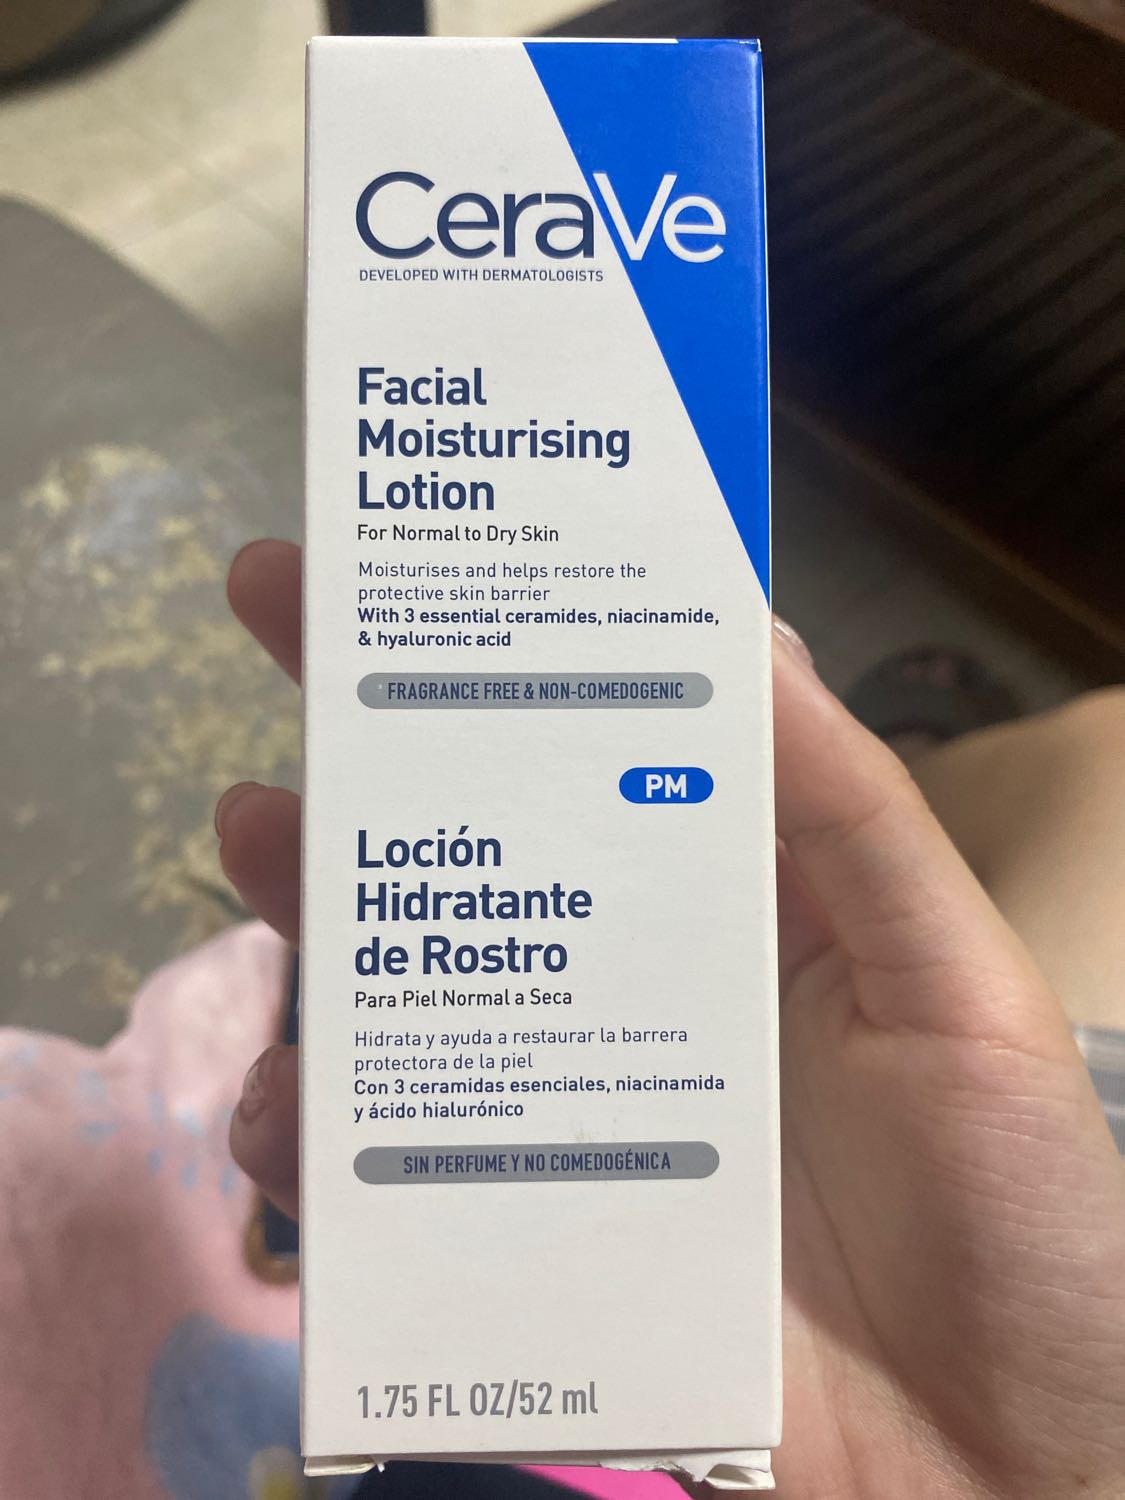 CeraVe
DEVELOPED WITH DERMATOLOGISTS
Facial
Moisturising
Lotion
For Normal to Dry Skin
Moisturises and helps restore the
protective skin barrier
With 3 essential ceramides, niacinamide,
& hyaluronic acid
FRAGRANCE FREE & NON-COMEDOGENIC
PM
Loción
Hidratante
de Rostro
Para Piel Normal a Seca
Hidrata y ayuda a restaurar la barrera
protectora de la piel
Con 3 ceramidas esenciales, niacinamida
y ácido hialurónico
SIN PERFUME Y NO COMEDOGÉNICA
1.75 FL OZ/52 ml